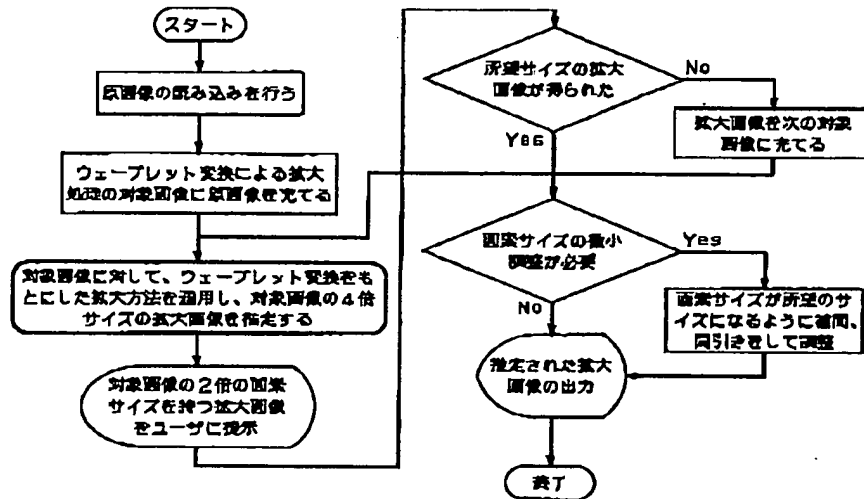 スタート
原画像の読み込みを行う
ウェーブレット変換による拡大
処理の対象画像に原画像を充てる
対象画像に対して、ウェーブレット変換をも
とにした拡大方法を適用し、対象画像の4倍
サイズの拡大画像を推定する
対象画像の2倍の画素
サイズを持つ拡大画像
をユーザに提示
所望サイズの拡大
画像が得られた
No
Yes
拡大画像を次の対象
画像に充てる
画素サイズの微小
調整が必要
Yes
No
画素サイズが所望のサ
イズになるように補間、
間引きをして調整
推定された拡大
画像の出力
終了